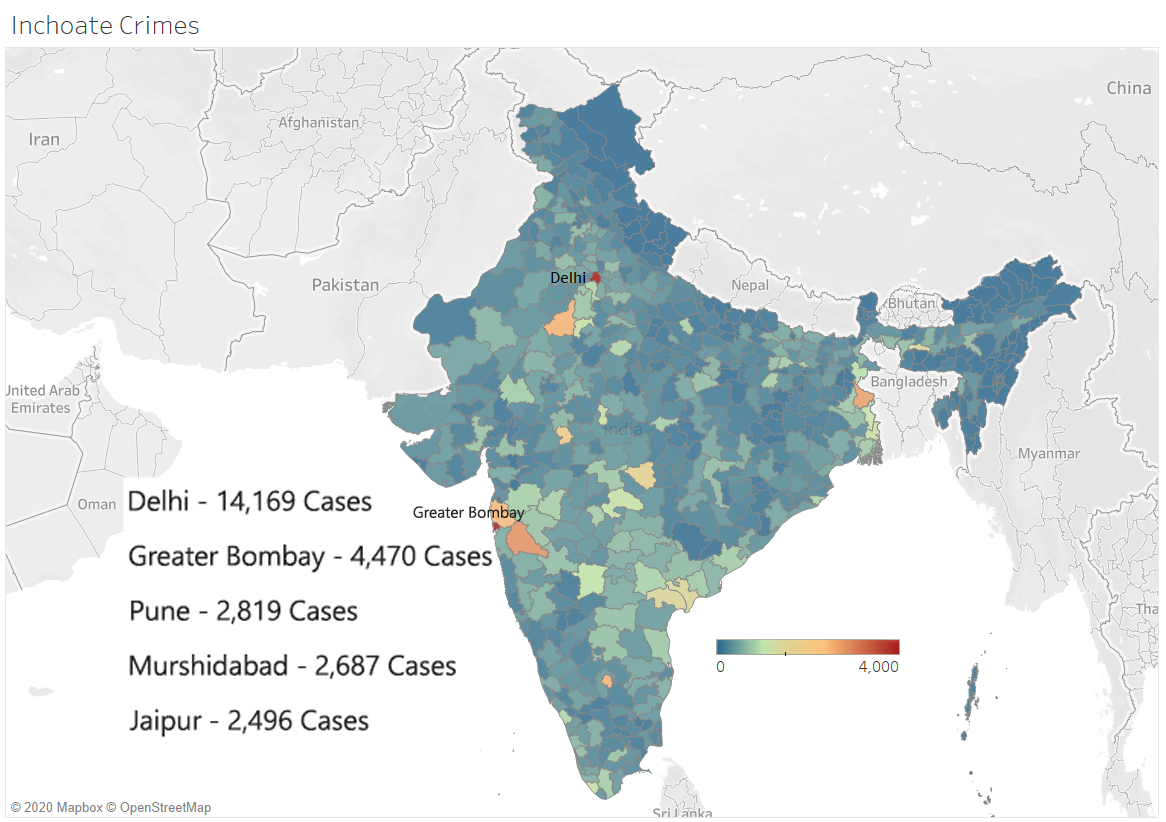 Inchoate Crimes
China
Afghanistan
Iran
Delhi
Pakistan
Nepal
Bhutan
United Arab
Emirates
Bangladesh
India
Myanmar
Oman
Delhi - 14,169 Cases
Greater Bombay
Greater Bombay - 4,470 Cases
Pune - 2,819 Cases
Tha
Murshidabad - 2,687 Cases
0
4,000
Jaipur - 2,496 Cases
© 2020 Mapbox © OpenStreetMap
Sri Lanka